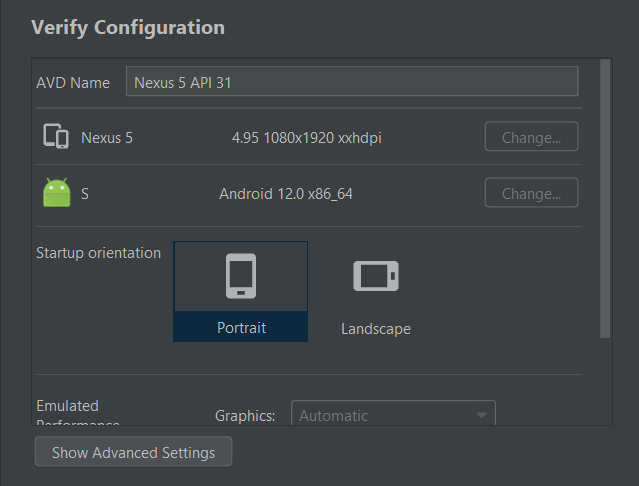 Verify Configuration
AVD Name Nexus 5 API 31
Nexus 5 4.95 1080x1920 xxhdpi Change...
S Android 12.0 x86_64 Change...
Startup orientation
Portrait Landscape
Emulated
Performance Graphics: Automatic
Show Advanced Settings